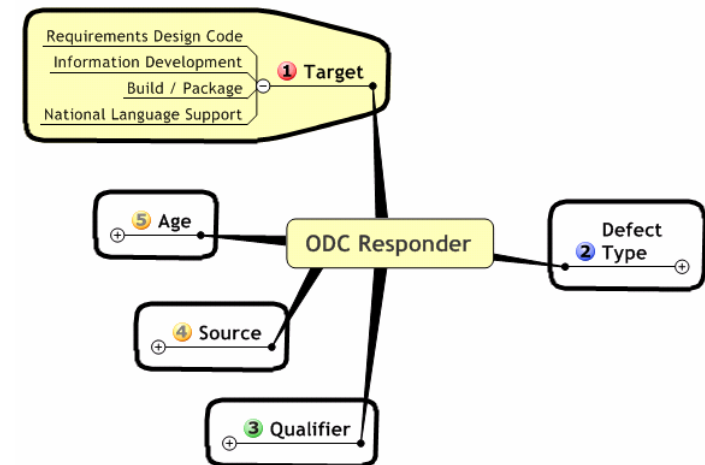 Requirements Design Code
Information Development
Build / Package
National Language Support
1 Target
5 Age
ODC Responder
Defect
2 Type
4 Source
3 Qualifier